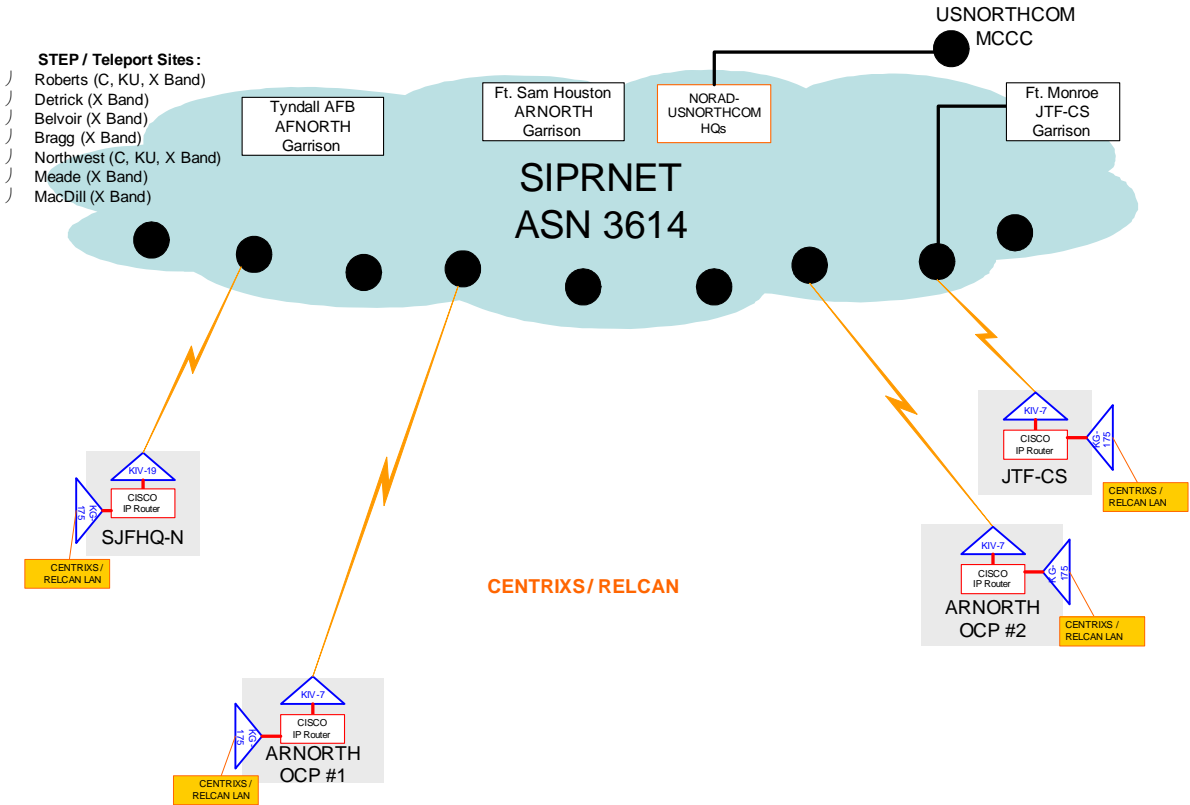 USNORTHCOM
MCCC
STEP / Teleport Sites:
Roberts (C, KU, X Band)
Detrick (X Band)
Belvoir (X Band)
Bragg (X Band)
Northwest (C, KU, X Band)
Meade (X Band)
MacDill (X Band)
Tyndall AFB
AFNORTH
Garrison
Ft. Sam Houston
ARNORTH
Garrison
NORAD-
USNORTHCOM
HQs
Ft. Monroe
JTF-CS
Garrison
SIPRNET
ASN 3614
KIV-7
CISCO
IP Router
KG-
175
JTF-CS
CENTRIXS /
RELCAN LAN
KIV-19
CISCO
IP Router
KG-
175
SJFHQ-N
CENTRIXS /
RELCAN LAN
KIV-7
CISCO
IP Router
KG-
175
ARNORTH
OCP #2
CENTRIXS /
RELCAN LAN
CENTRIXS / RELCAN
KIV-7
CISCO
IP Router
KG-
175
ARNORTH
OCP #1
CENTRIXS /
RELCAN LAN